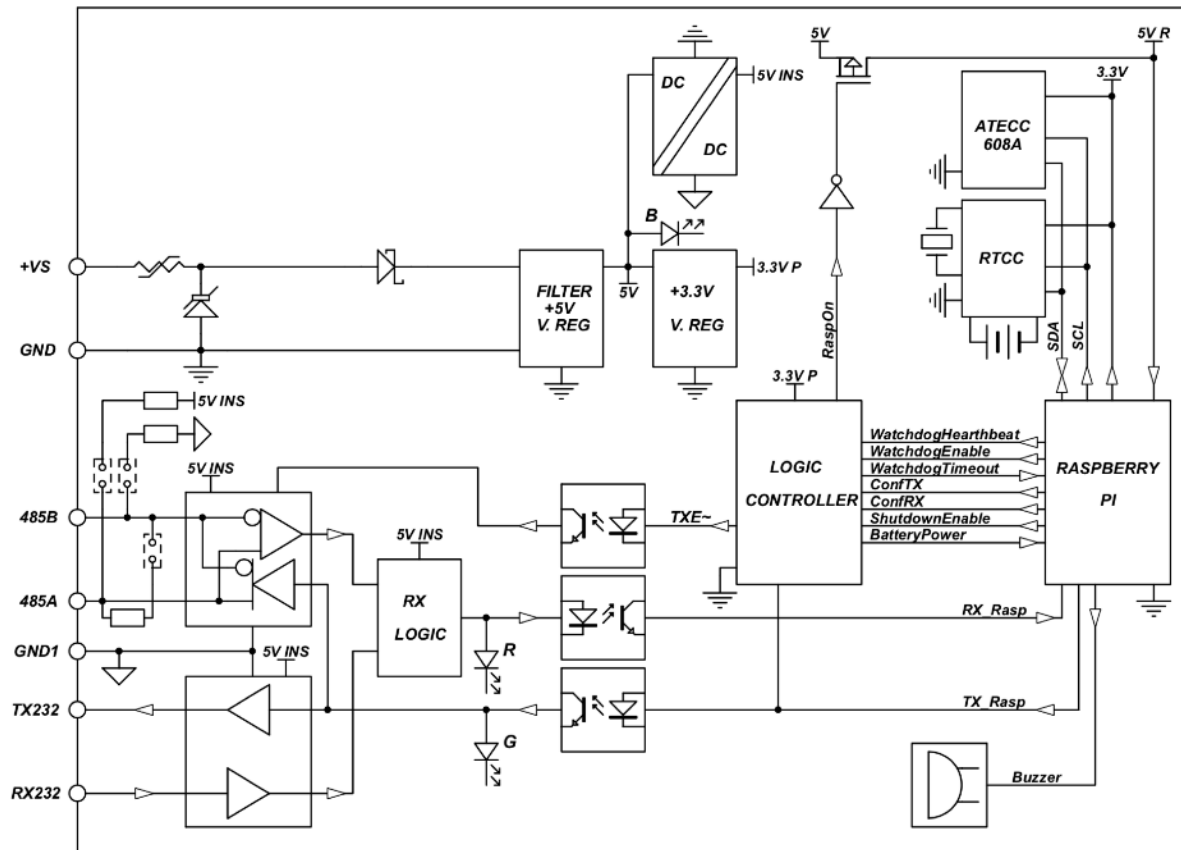 5V
5V R
DC
5V INS
DC
3.3V
ATECC
608A
B
RTCC
+VS
FILTER
+5V
V. REG
5V
+3.3V
V. REG
3.3V P
GND
RaspOn
SDA
SCL
3.3V P
5V INS
5V INS
LOGIC
CONTROLLER
WatchdogHearthbeat
WatchdogEnable
WatchdogTimeout
ConfTX
ConfRX
ShutdownEnable
BatteryPower
RASPBERRY
PI
485B
TXE~
5V INS
485A
RX
LOGIC
RX_Rasp
GND1
5V INS
R
TX232
G
TX_Rasp
RX232
Buzzer